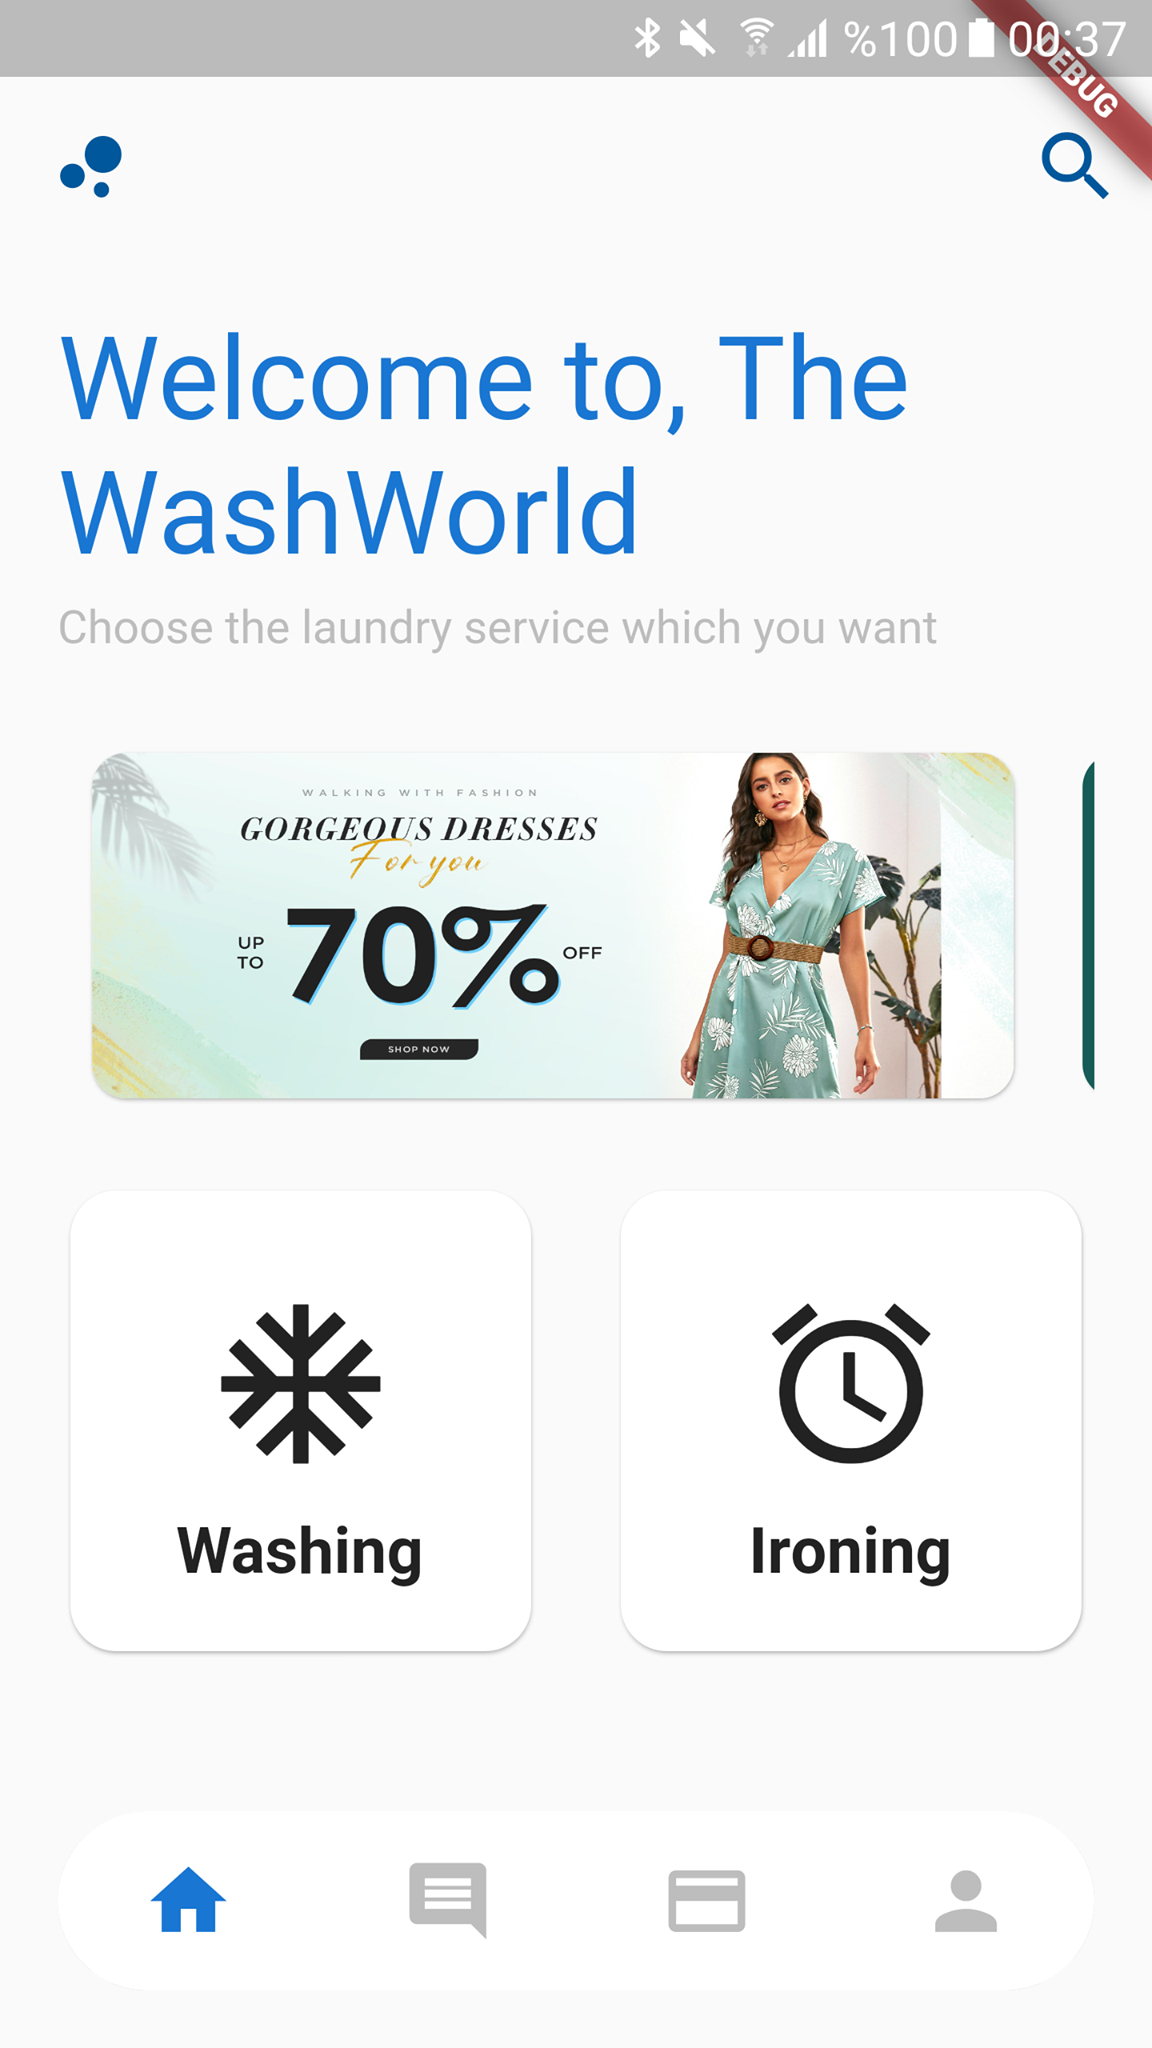 %100 00:37
DEBUG
Welcome to, The
WashWorld
Choose the laundry service which you want
WALKING WITH FASHION
GORGEOUS DRESSES
For you
UP TO 70% OFF
SHOP NOW
Washing
Ironing